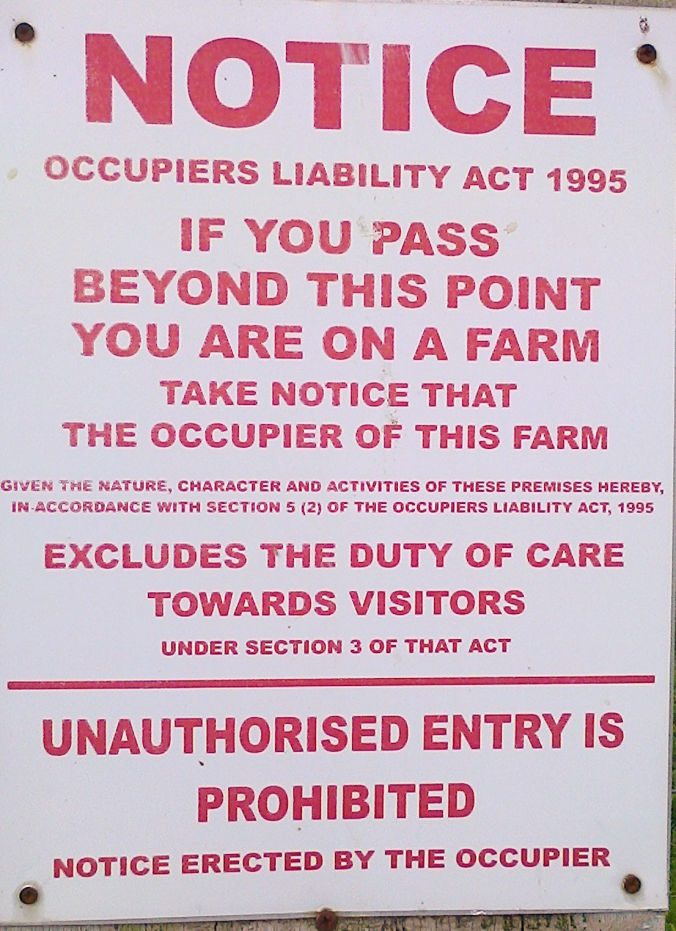 NOTICE
OCCUPIERS LIABILITY ACT 1995
IF YOU PASS
BEYOND THIS POINT
YOU ARE ON A FARM
TAKE NOTICE THAT
THE OCCUPIER OF THIS FARM
GIVEN THE NATURE, CHARACTER AND ACTIVITIES OF THESE PREMISES HEREBY,
IN-ACCORDANCE WITH SECTION 5 (2) OF THE OCCUPIERS LIABILITY ACT, 1995
EXCLUDES THE DUTY OF CARE
TOWARDS VISITORS
UNDER SECTION 3 OF THAT ACT
UNAUTHORISED ENTRY IS
PROHIBITED
NOTICE ERECTED BY THE OCCUPIER